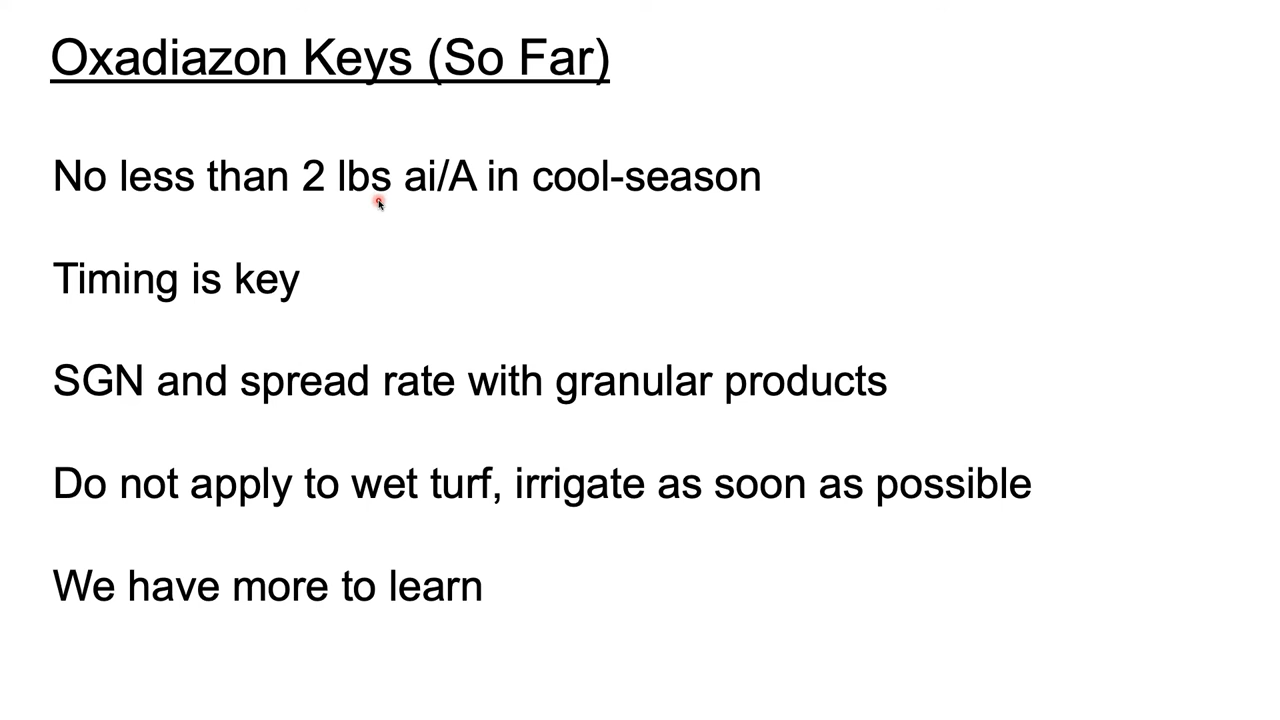 Oxadiazon Keys (So Far)
No less than 2 lbs ai/A in cool-season
Timing is key
SGN and spread rate with granular products
Do not apply to wet turf, irrigate as soon as possible
We have more to learn